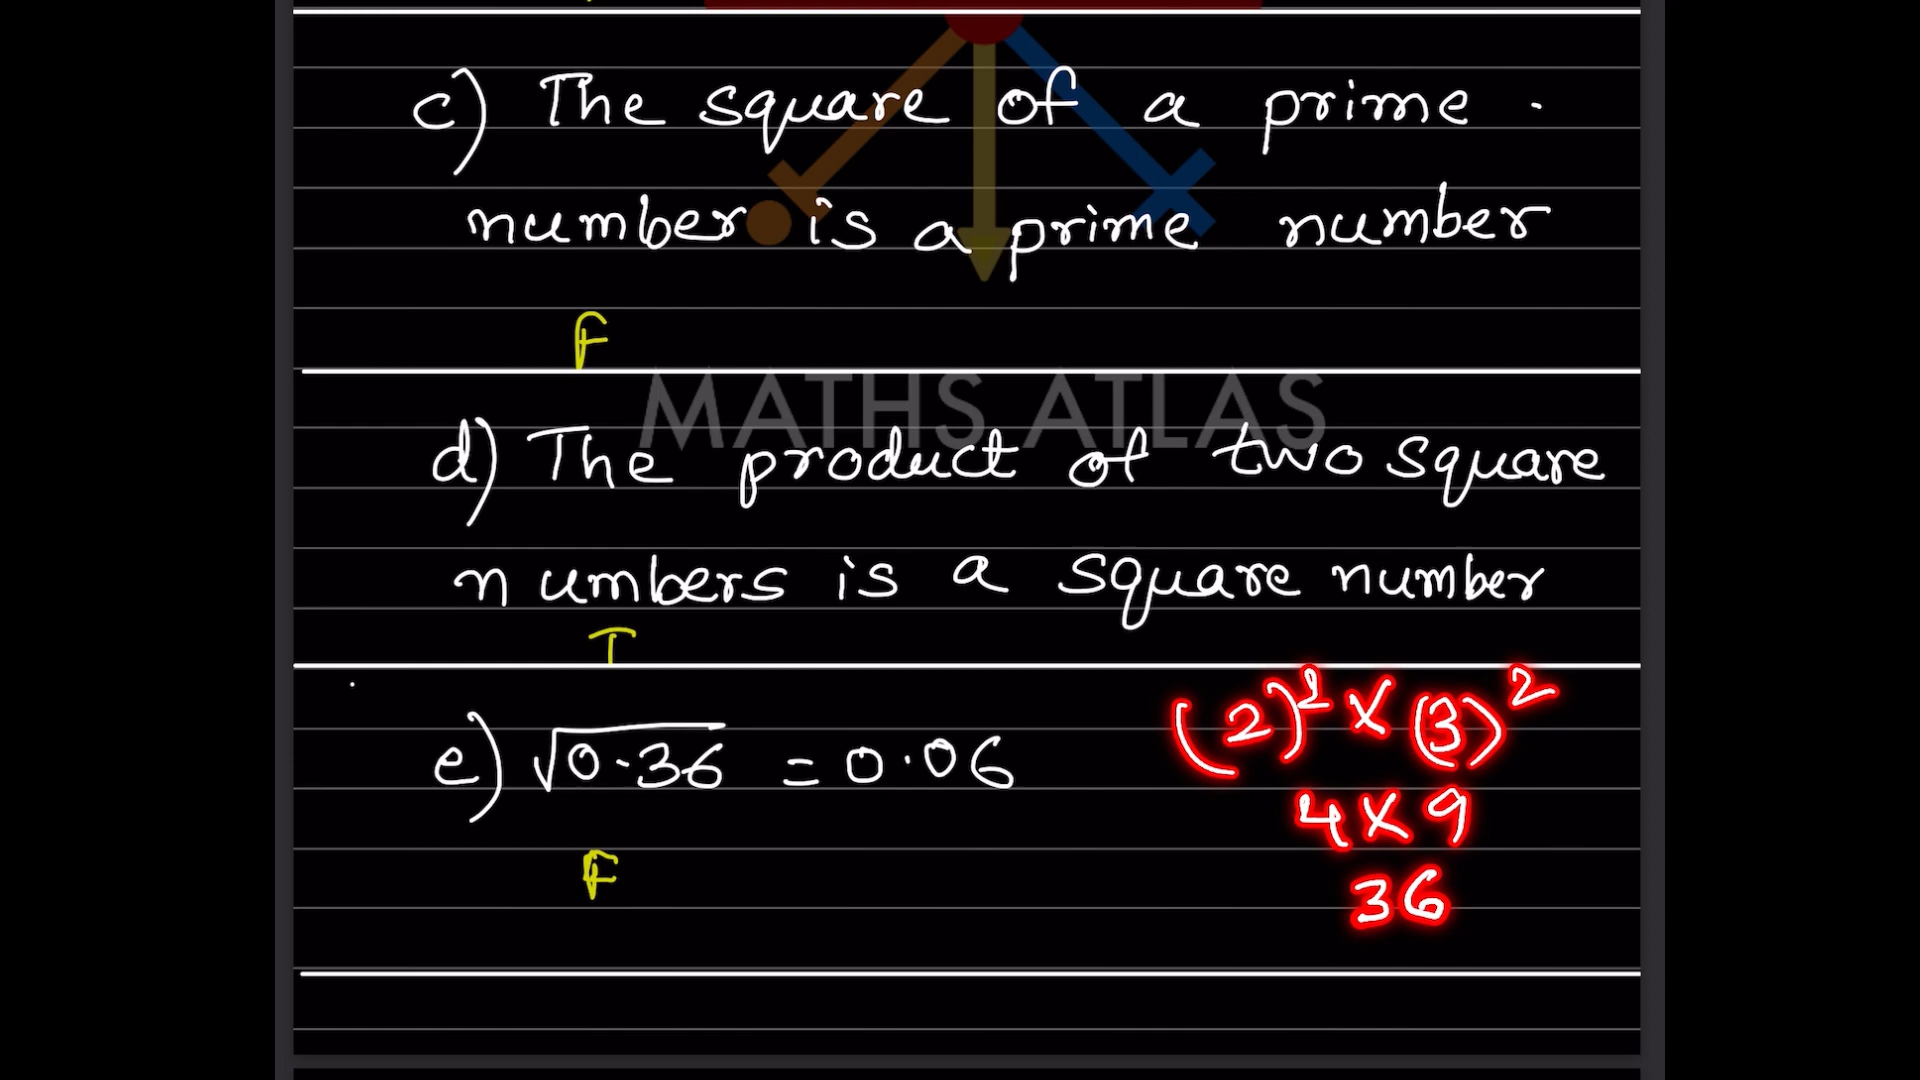 c) The square of a prime
number is a prime number
F
MATHS ATLAS
d) The product of two square
numbers is a square number
T
(2)² × (3)²
e) √0.36 = 0.06
4 × 9
F
36